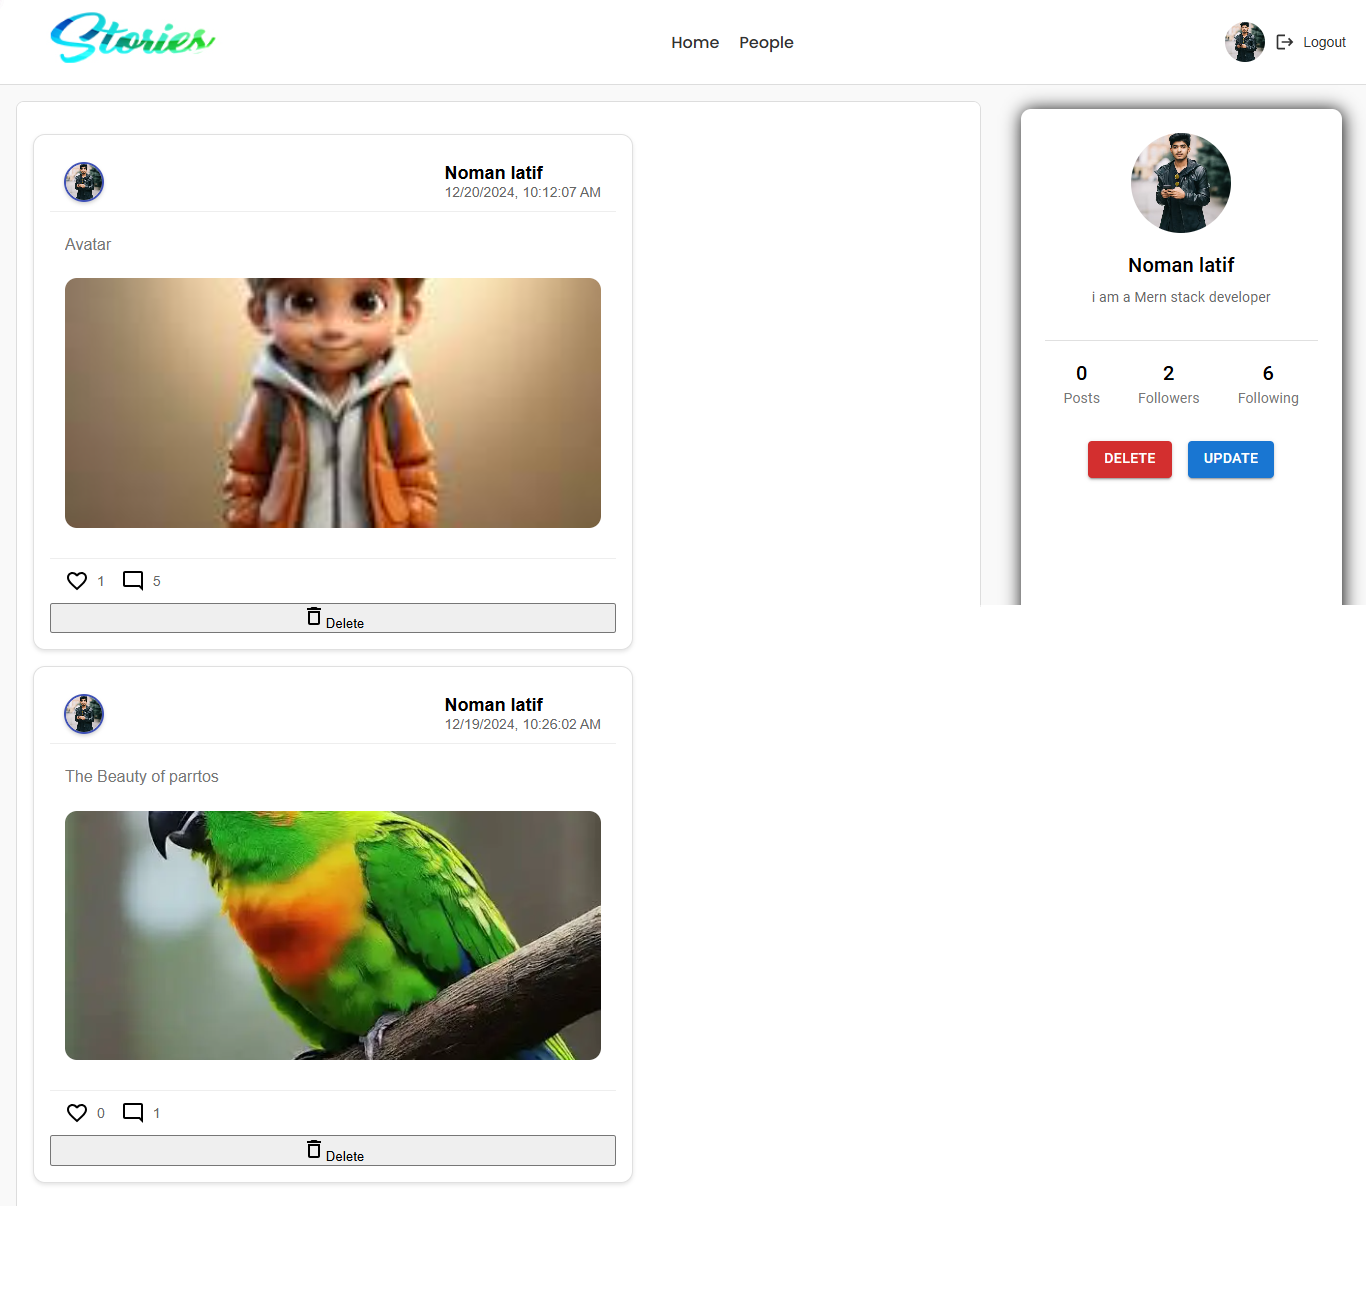 Stories
Home People
Logout
Noman latif
12/20/2024, 10:12:07 AM
Avatar
1 5
Delete
Noman latif
12/19/2024, 10:26:02 AM
The Beauty of parrtos
0 1
Delete
Noman latif
i am a Mern stack developer
0 2 6
Posts Followers Following
DELETE UPDATE